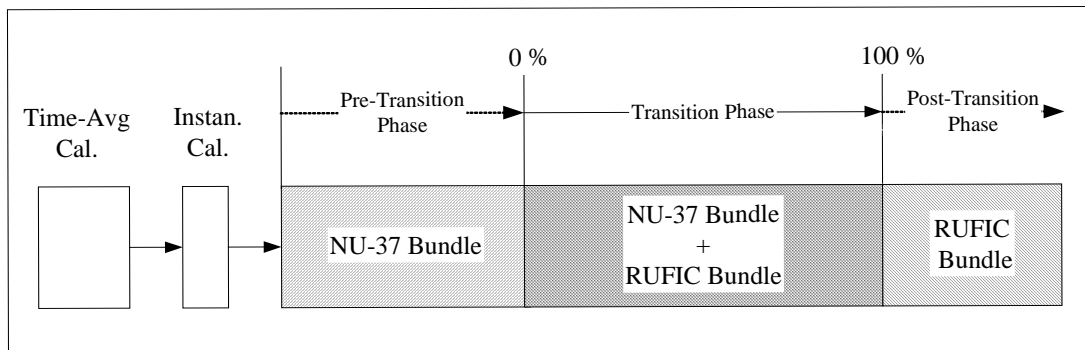 0 %
100 %
Time-Avg
Cal.
Instan.
Cal.
Pre-Transition
Phase
Transition Phase
Post-Transition
Phase
NU-37 Bundle
NU-37 Bundle
+
RUFIC Bundle
RUFIC
Bundle